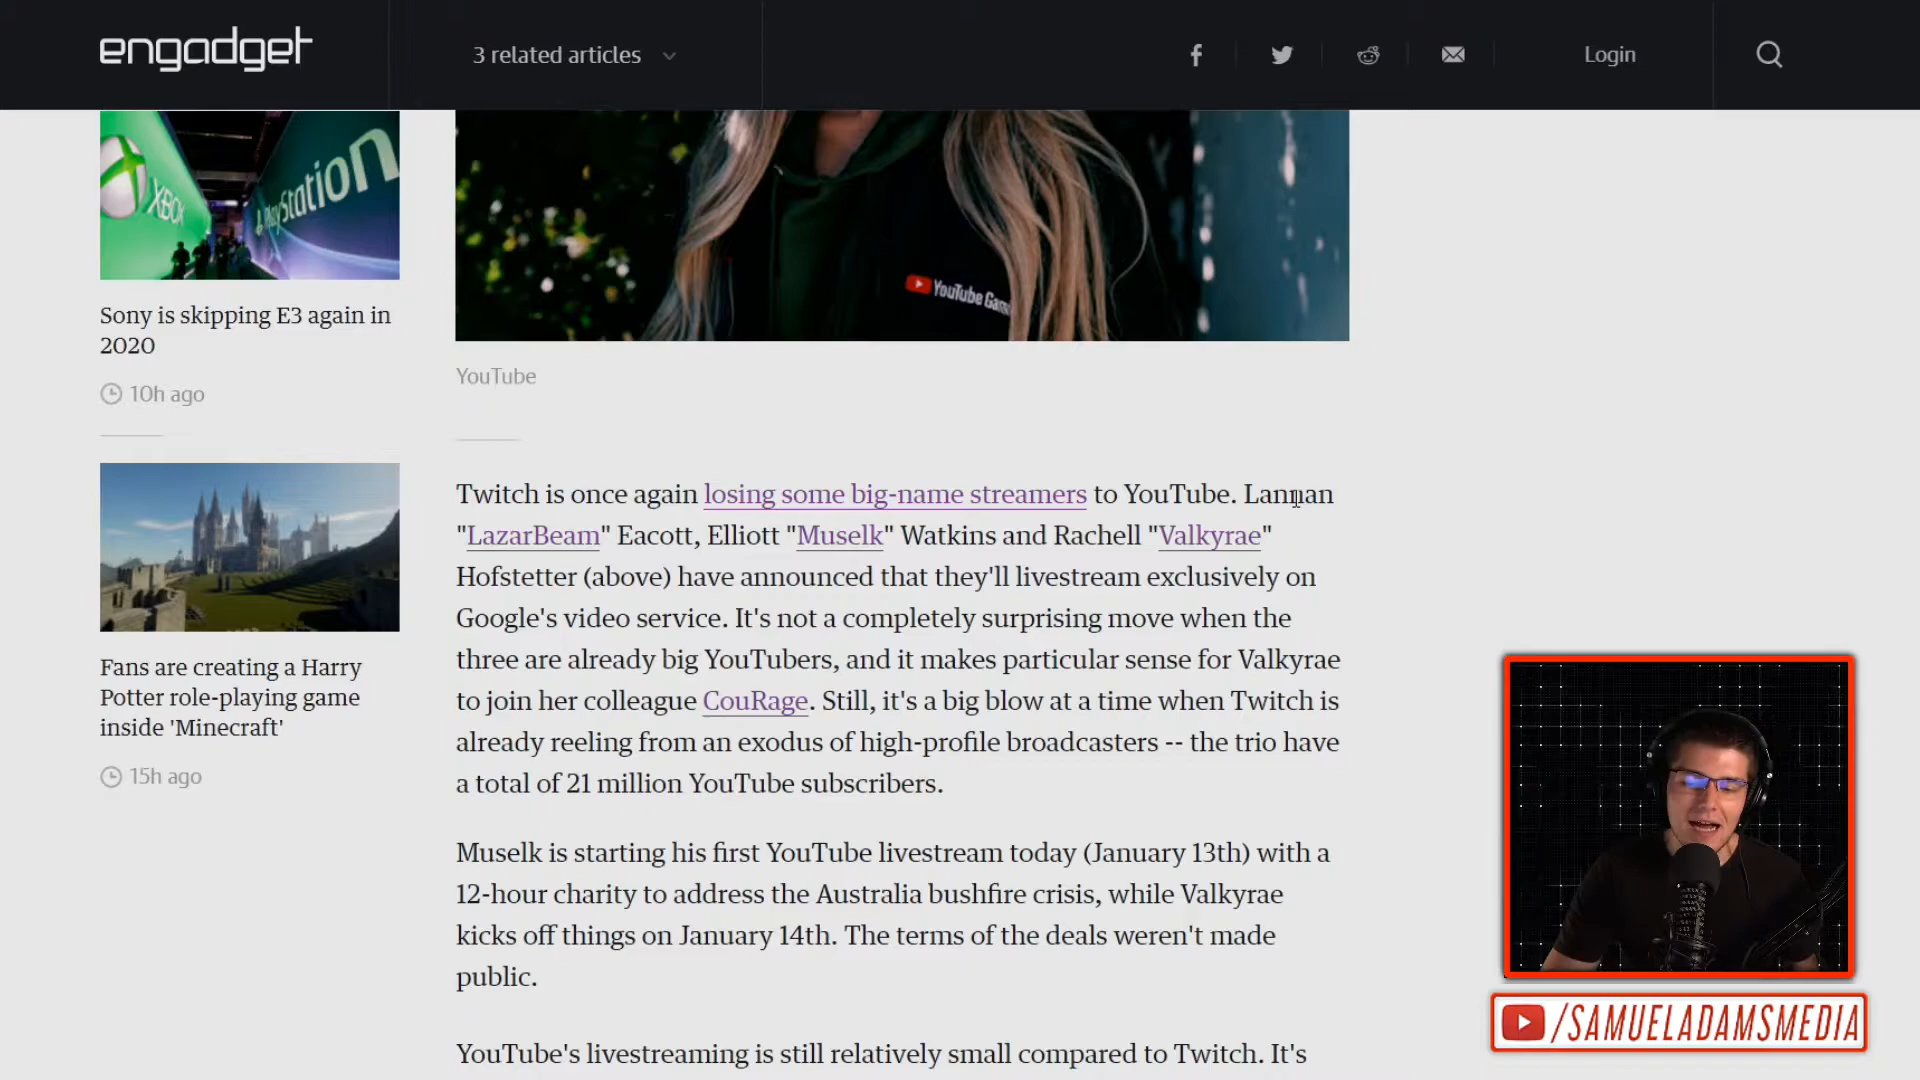 engadget
3 related articles
Login
XBOX
PlayStation
Sony is skipping E3 again in
2020
10h ago
Fans are creating a Harry
Potter role-playing game
inside 'Minecraft'
15h ago
YouTube Gam
YouTube
Twitch is once again losing some big-name streamers to YouTube. Lannan
"LazarBeam" Eacott, Elliott "Muselk" Watkins and Rachell "Valkyrae"
Hofstetter (above) have announced that they'll livestream exclusively on
Google's video service. It's not a completely surprising move when the
three are already big YouTubers, and it makes particular sense for Valkyrae
to join her colleague CouRage. Still, it's a big blow at a time when Twitch is
already reeling from an exodus of high-profile broadcasters -- the trio have
a total of 21 million YouTube subscribers.
Muselk is starting his first YouTube livestream today (January 13th) with a
12-hour charity to address the Australia bushfire crisis, while Valkyrae
kicks off things on January 14th. The terms of the deals weren't made
public.
YouTube's livestreaming is still relatively small compared to Twitch. It's
/SAMUELADAMSMEDIA